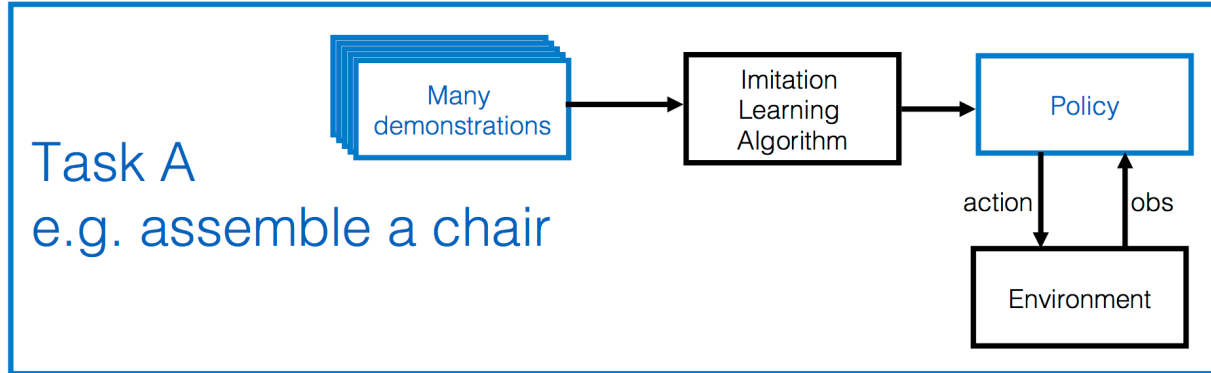 Many
demonstrations
Imitation
Learning
Algorithm
Policy
Task A
e.g. assemble a chair
action
obs
Environment